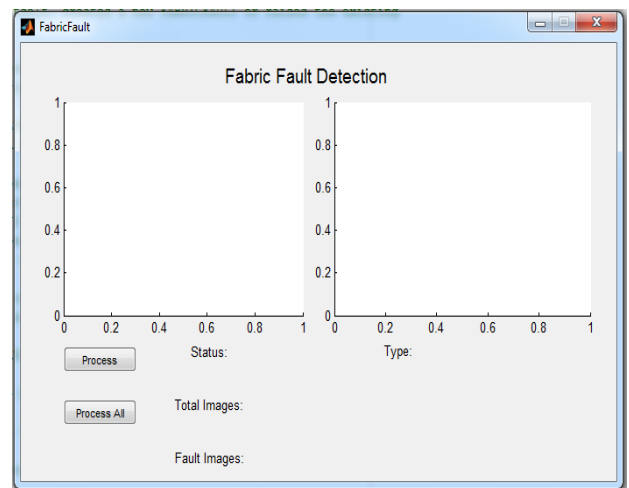 FabricFault
Fabric Fault Detection
1
0.8
0.6
0.4
0.2
0
0 0.2 0.4 0.6 0.8 1
1
0.8
0.6
0.4
0.2
0
0 0.2 0.4 0.6 0.8 1
Process
Status:
Type:
Process All
Total Images:
Fault Images: